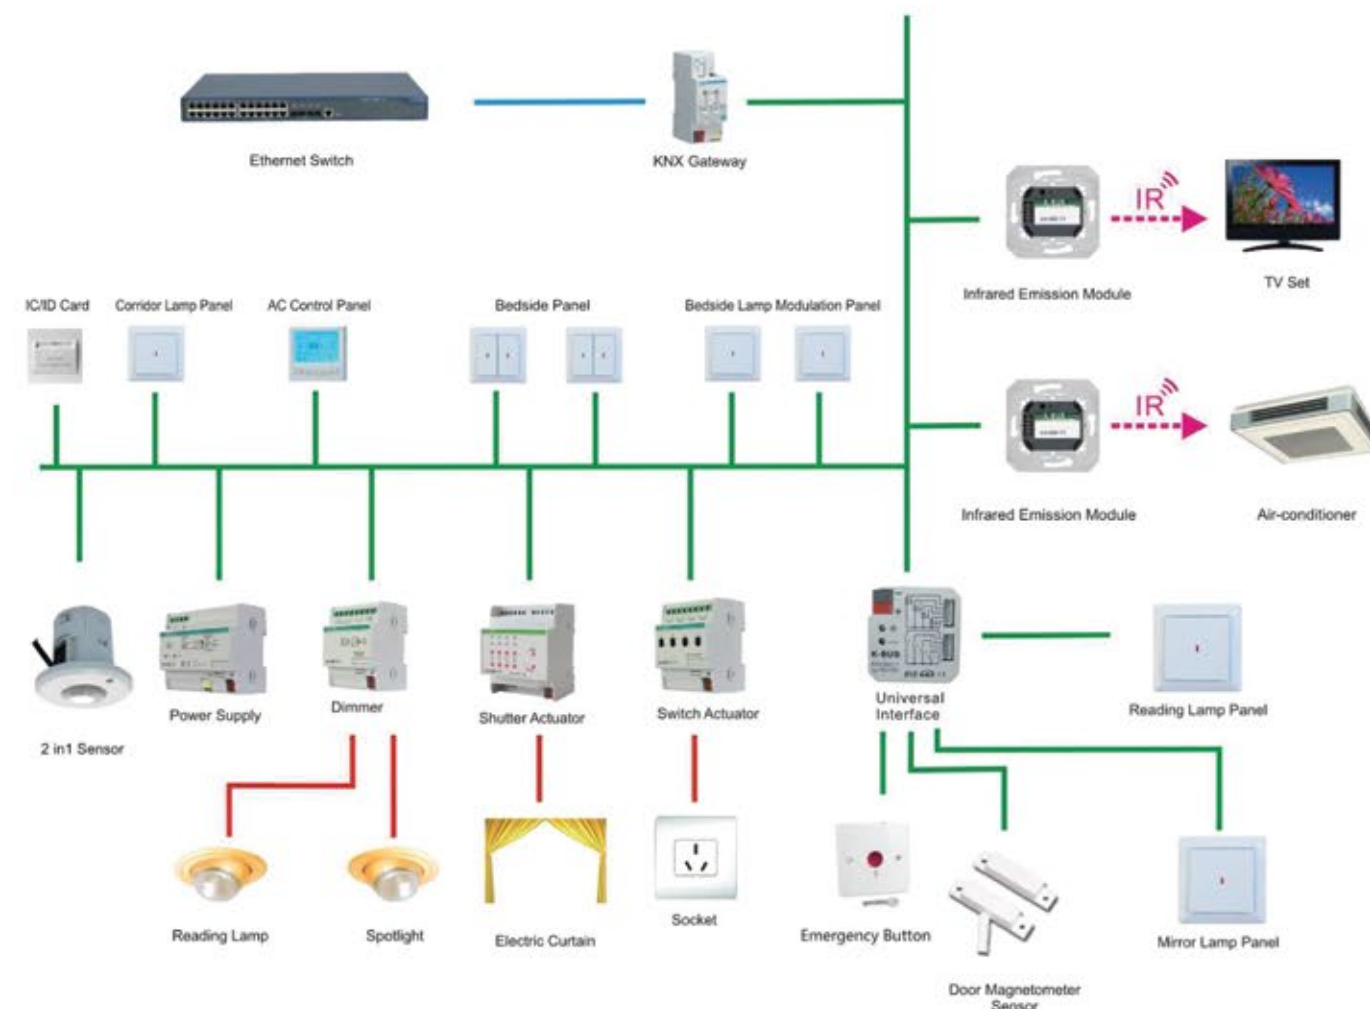 Ethernet Switch
KNX Gateway
IR
Infrared Emission Module
TV Set
IC/ID Card
Corridor Lamp Panel
AC Control Panel
Bedside Panel
Bedside Lamp Modulation Panel
IR
Infrared Emission Module
Air-conditioner
K-BUS
2 in1 Sensor
Power Supply
Dimmer
Shutter Actuator
Switch Actuator
Universal
Interface
Reading Lamp Panel
Reading Lamp
Spotlight
Electric Curtain
Socket
Emergency Button
Door Magnetometer
Sensor
Mirror Lamp Panel